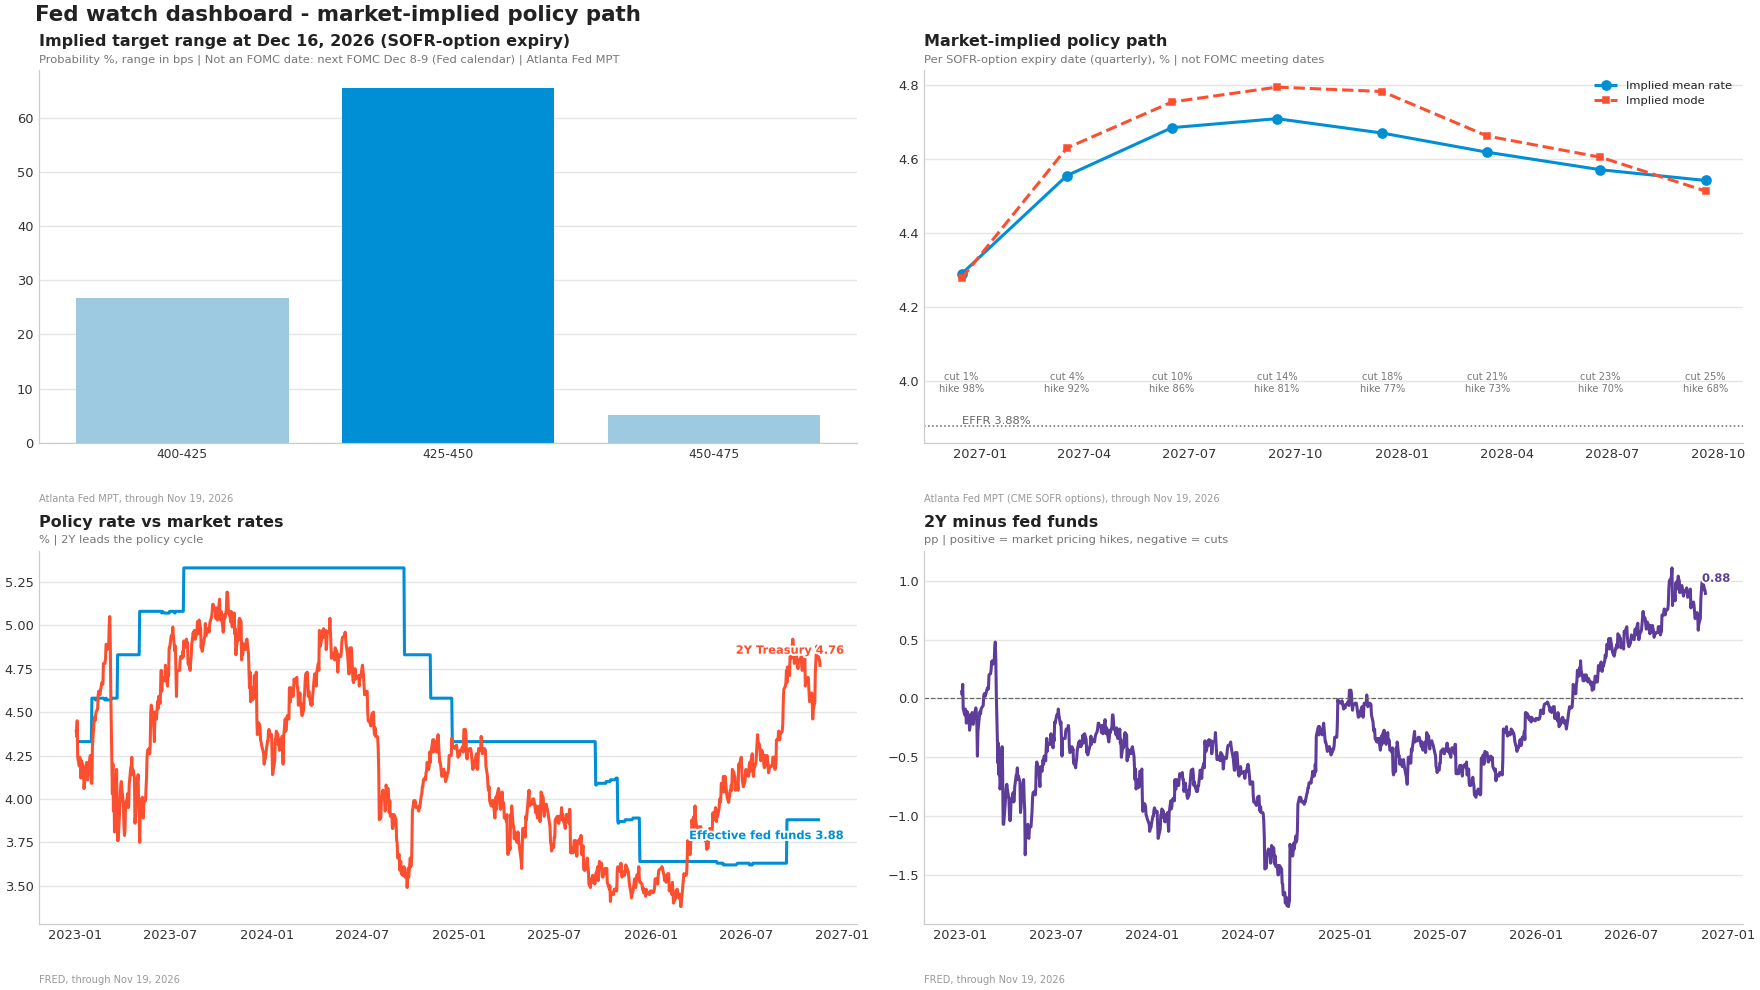 Fed watch dashboard - market-implied policy path
Implied target range at Dec 16, 2026 (SOFR-option expiry)
Probability %, range in bps | Not an FOMC date: next FOMC Dec 8-9 (Fed calendar) | Atlanta Fed MPT
60
50
40
30
20
10
0
400-425
425-450
450-475
Atlanta Fed MPT, through Nov 19, 2026
Market-implied policy path
Per SOFR-option expiry date (quarterly), % | not FOMC meeting dates
4.8
4.6
4.4
4.2
4.0
Implied mean rate
Implied mode
cut 1%
hike 98%
cut 4%
hike 92%
cut 10%
hike 86%
cut 14%
hike 81%
cut 18%
hike 77%
cut 21%
hike 73%
cut 23%
hike 70%
cut 25%
hike 68%
EFFR 3.88%
2027-01
2027-04
2027-07
2027-10
2028-01
2028-04
2028-07
2028-10
Atlanta Fed MPT (CME SOFR options), through Nov 19, 2026
Policy rate vs market rates
% | 2Y leads the policy cycle
5.25
5.00
4.75
4.50
4.25
4.00
3.75
3.50
2Y Treasury 4.76
Effective fed funds 3.88
2023-01
2023-07
2024-01
2024-07
2025-01
2025-07
2026-01
2026-07
2027-01
FRED, through Nov 19, 2026
2Y minus fed funds
pp | positive = market pricing hikes, negative = cuts
1.0
0.5
0.0
−0.5
−1.0
−1.5
0.88
2023-01
2023-07
2024-01
2024-07
2025-01
2025-07
2026-01
2026-07
2027-01
FRED, through Nov 19, 2026